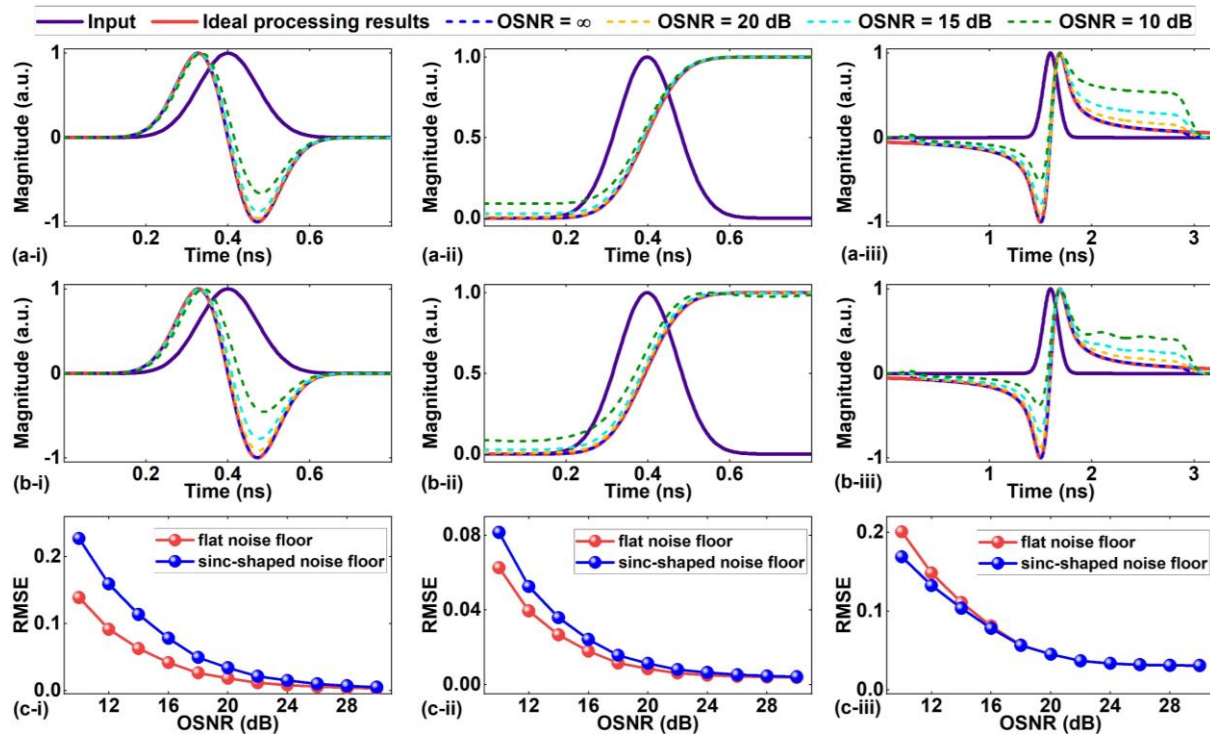 Input Ideal processing results OSNR = ∞ OSNR = 20 dB OSNR = 15 dB OSNR = 10 dB
Magnitude (a.u.)
1
0
-1
0.2 0.4 0.6
Time (ns)
(a-i)
Magnitude (a.u.)
1.0
0.5
0.0
0.2 0.4 0.6
Time (ns)
(a-ii)
Magnitude (a.u.)
1
0
-1
1 2 3
Time (ns)
(a-iii)
Magnitude (a.u.)
1
0
-1
0.2 0.4 0.6
Time (ns)
(b-i)
Magnitude (a.u.)
1.0
0.5
0.0
0.2 0.4 0.6
Time (ns)
(b-ii)
Magnitude (a.u.)
1
0
-1
1 2 3
Time (ns)
(b-iii)
RMSE
0.2
0.1
0.0
flat noise floor
sinc-shaped noise floor
12 16 20 24 28
OSNR (dB)
(c-i)
RMSE
0.08
0.04
0.00
flat noise floor
sinc-shaped noise floor
12 16 20 24 28
OSNR (dB)
(c-ii)
RMSE
0.2
0.1
0.0
flat noise floor
sinc-shaped noise floor
12 16 20 24 28
OSNR (dB)
(c-iii)